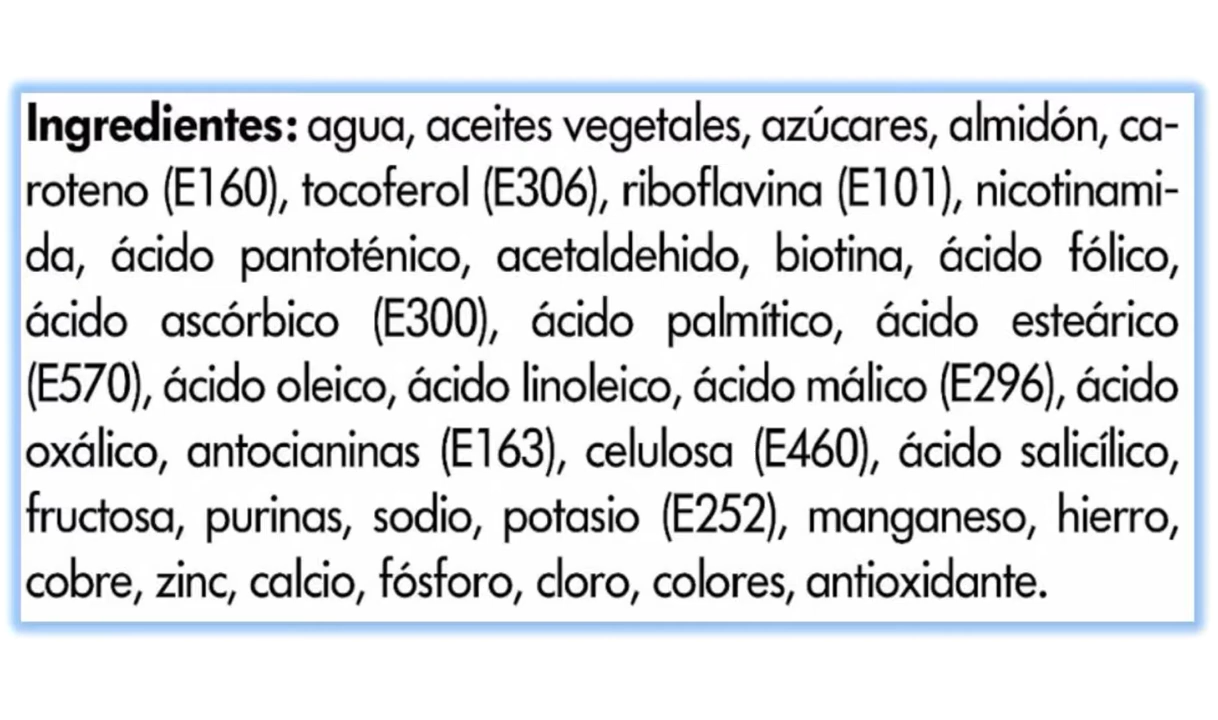 Ingredientes: agua, aceites vegetales, azúcares, almidón, ca-
roteno (E160), tocoferol (E306), riboflavina (E101), nicotinami-
da, ácido pantoténico, acetaldehido, biotina, ácido fólico,
ácido ascórbico (E300), ácido palmítico, ácido esteárico
(E570), ácido oleico, ácido linoleico, ácido málico (E296), ácido
oxálico, antocianinas (E163), celulosa (E460), ácido salicílico,
fructosa, purinas, sodio, potasio (E252), manganeso, hierro,
cobre, zinc, calcio, fósforo, cloro, colores, antioxidante.